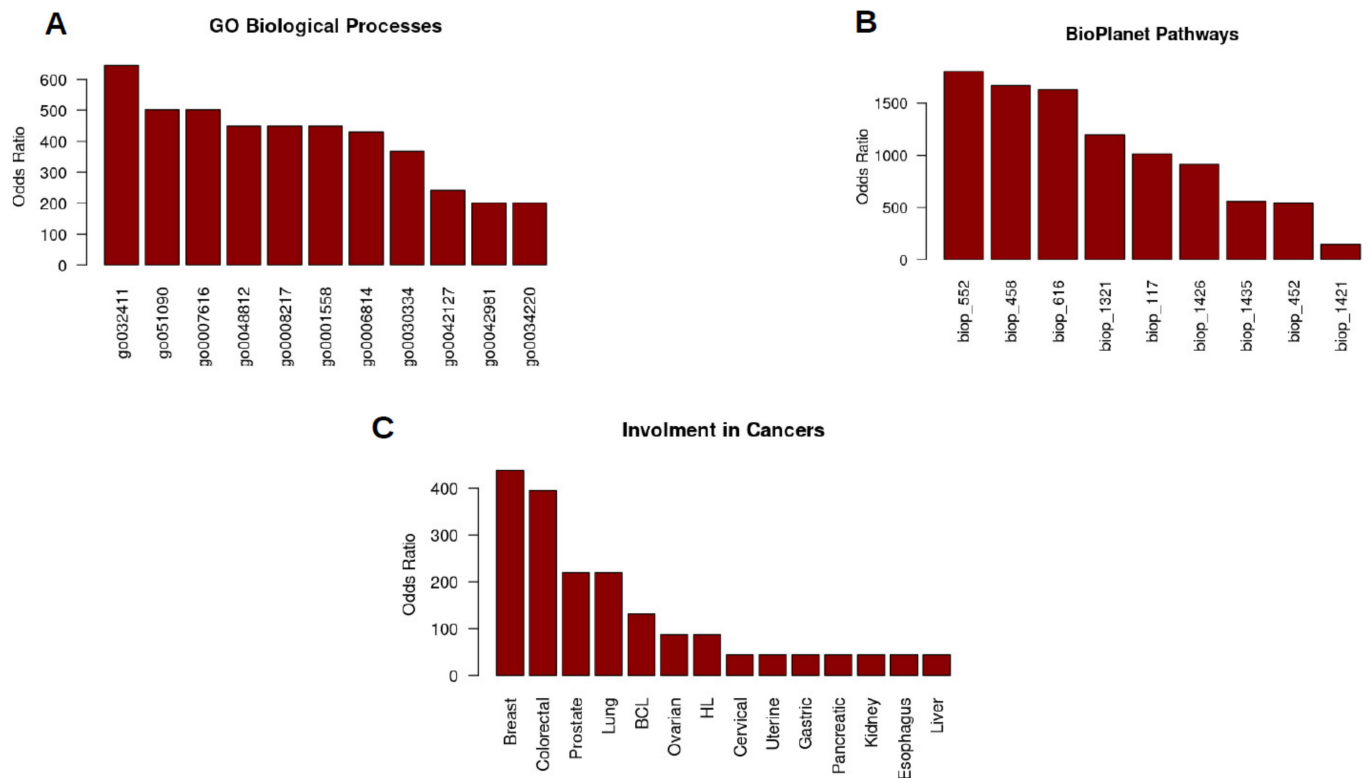 A
GO Biological Processes
Odds Ratio
600
500
400
300
200
100
0
go032411
go051090
go0007616
go0048812
go0008217
go0001558
go0006814
go0030334
go0042127
go0042981
go0034220
B
BioPlanet Pathways
Odds Ratio
1500
1000
500
0
biop_552
biop_458
biop_616
biop_1321
biop_117
biop_1426
biop_1435
biop_452
biop_1421
C
Involment in Cancers
Odds Ratio
400
300
200
100
0
Breast
Colorectal
Prostate
Lung
BCL
Ovarian
HL
Cervical
Uterine
Gastric
Pancreatic
Kidney
Esophagus
Liver